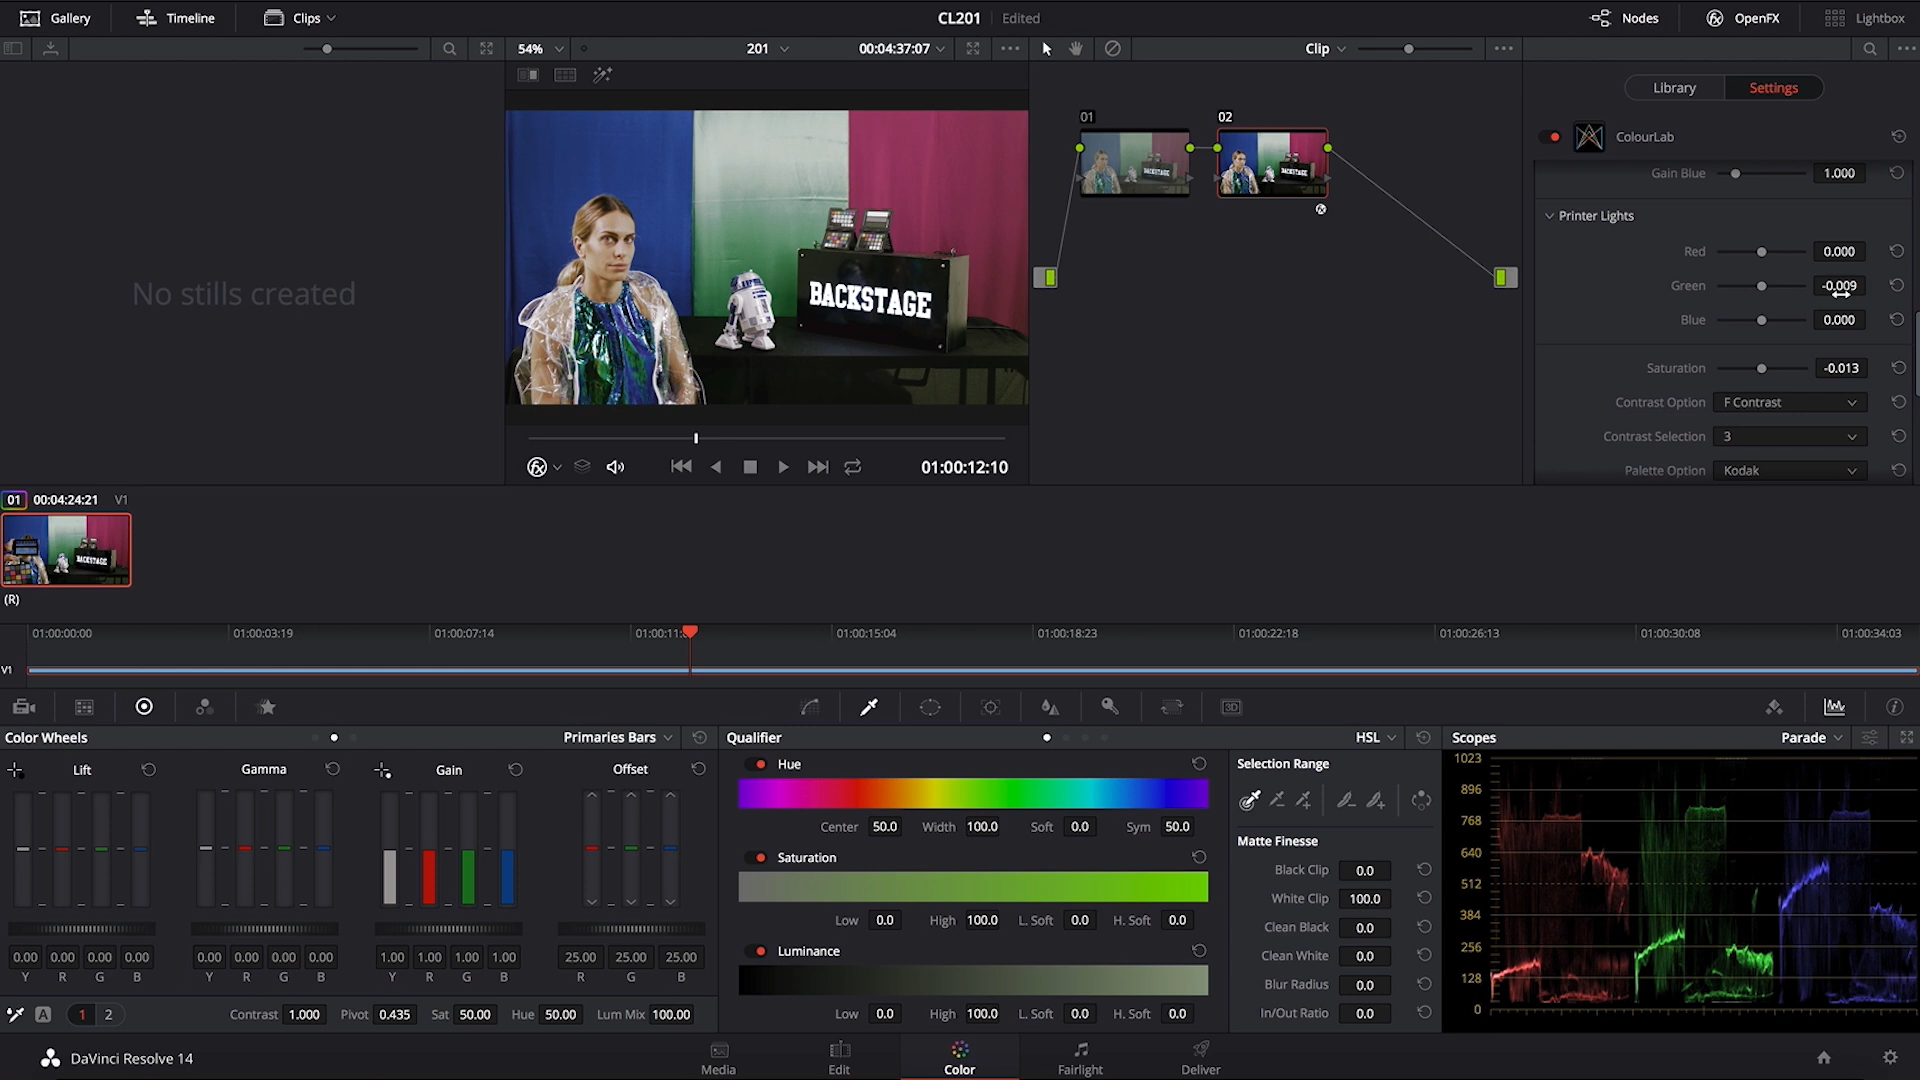 Gallery Timeline Clips CL201 Edited Nodes OpenFX Lightbox
54% 201 00:04:37:07 Clip
Library Settings
ColourLab
Gain Blue 1.000
Printer Lights
Red 0.000
Green -0.009
Blue 0.000
Saturation -0.013
Contrast Option F Contrast
Contrast Selection 3
Palette Option Kodak
01 02
BACKSTAGE
No stills created
01:00:12:10
01 00:04:24:21 V1
BACKSTAGE
(R)
01:00:00:00 01:00:03:19 01:00:07:14 01:00:11: 01:00:15:04 01:00:18:23 01:00:22:18 01:00:26:13 01:00:30:08 01:00:34:03
V1
3D
Color Wheels Primaries Bars
Lift Gamma Gain Offset
0.00 0.00 0.00 0.00 0.00 0.00 0.00 0.00 1.00 1.00 1.00 1.00 25.00 25.00 25.00
Y R G B Y R G B Y R G B R G B
A 1 2 Contrast 1.000 Pivot 0.435 Sat 50.00 Hue 50.00 Lum Mix 100.00
Qualifier HSL
Hue
Center 50.0 Width 100.0 Soft 0.0 Sym 50.0
Saturation
Low 0.0 High 100.0 L. Soft 0.0 H. Soft 0.0
Luminance
Low 0.0 High 100.0 L. Soft 0.0 H. Soft 0.0
Selection Range
Matte Finesse
Black Clip 0.0
White Clip 100.0
Clean Black 0.0
Clean White 0.0
Blur Radius 0.0
In/Out Ratio 0.0
Scopes Parade
1023
896
768
640
512
384
256
128
0
DaVinci Resolve 14 Media Edit Color Fairlight Deliver